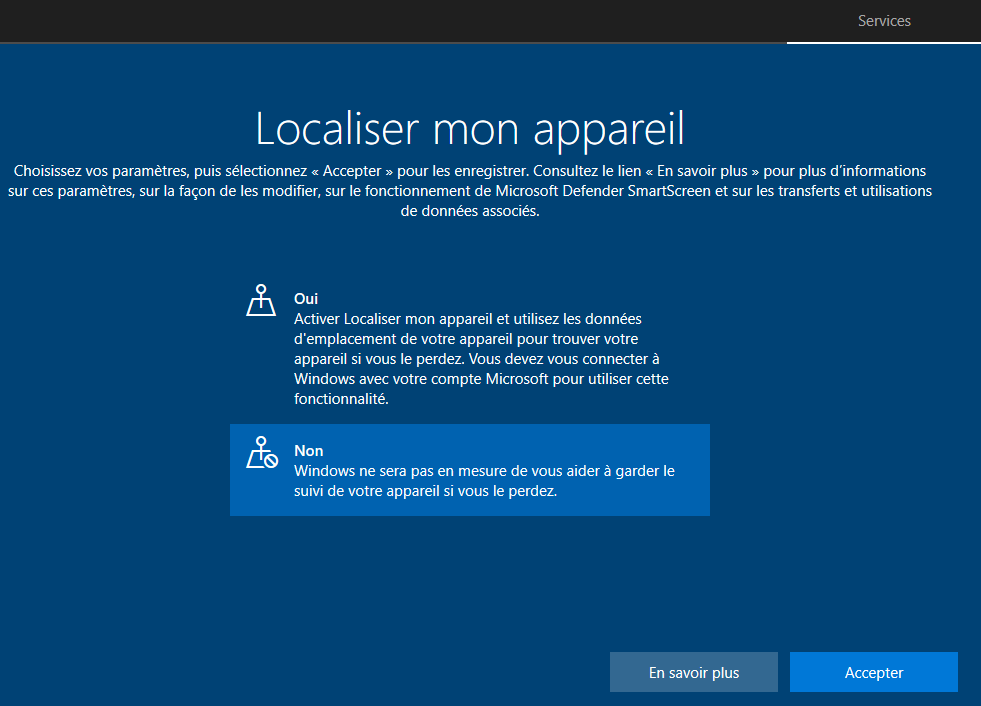 Services
Localiser mon appareil
Choisissez vos paramètres, puis sélectionnez « Accepter » pour les enregistrer. Consultez le lien « En savoir plus » pour plus d’informations
sur ces paramètres, sur la façon de les modifier, sur le fonctionnement de Microsoft Defender SmartScreen et sur les transferts et utilisations
de données associés.
Oui
Activer Localiser mon appareil et utilisez les données
d'emplacement de votre appareil pour trouver votre
appareil si vous le perdez. Vous devez vous connecter à
Windows avec votre compte Microsoft pour utiliser cette
fonctionnalité.
Non
Windows ne sera pas en mesure de vous aider à garder le
suivi de votre appareil si vous le perdez.
En savoir plus
Accepter